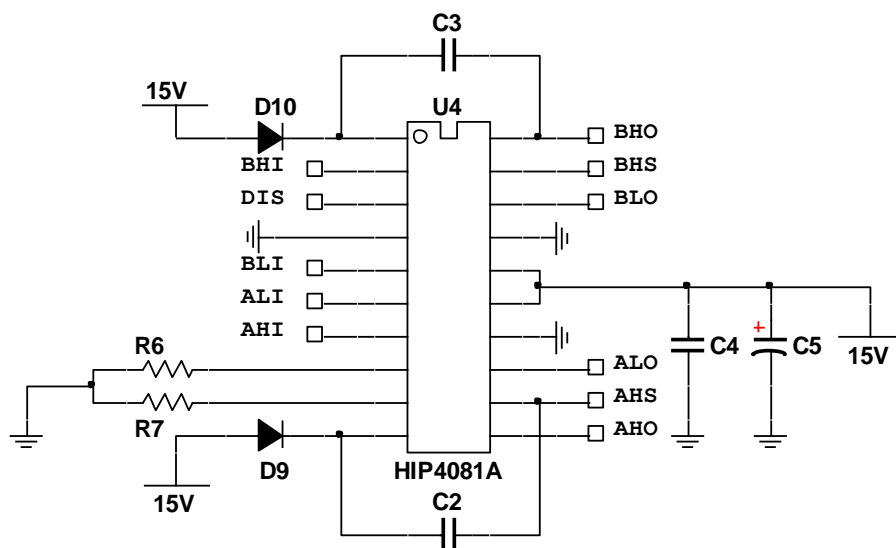 C3
15V
D10
U4
BHO
BHI
BHS
DIS
BLO
BLI
ALI
AHI
R6
+
C4
C5
15V
ALO
AHS
R7
AHO
D9
HIP4081A
15V
C2